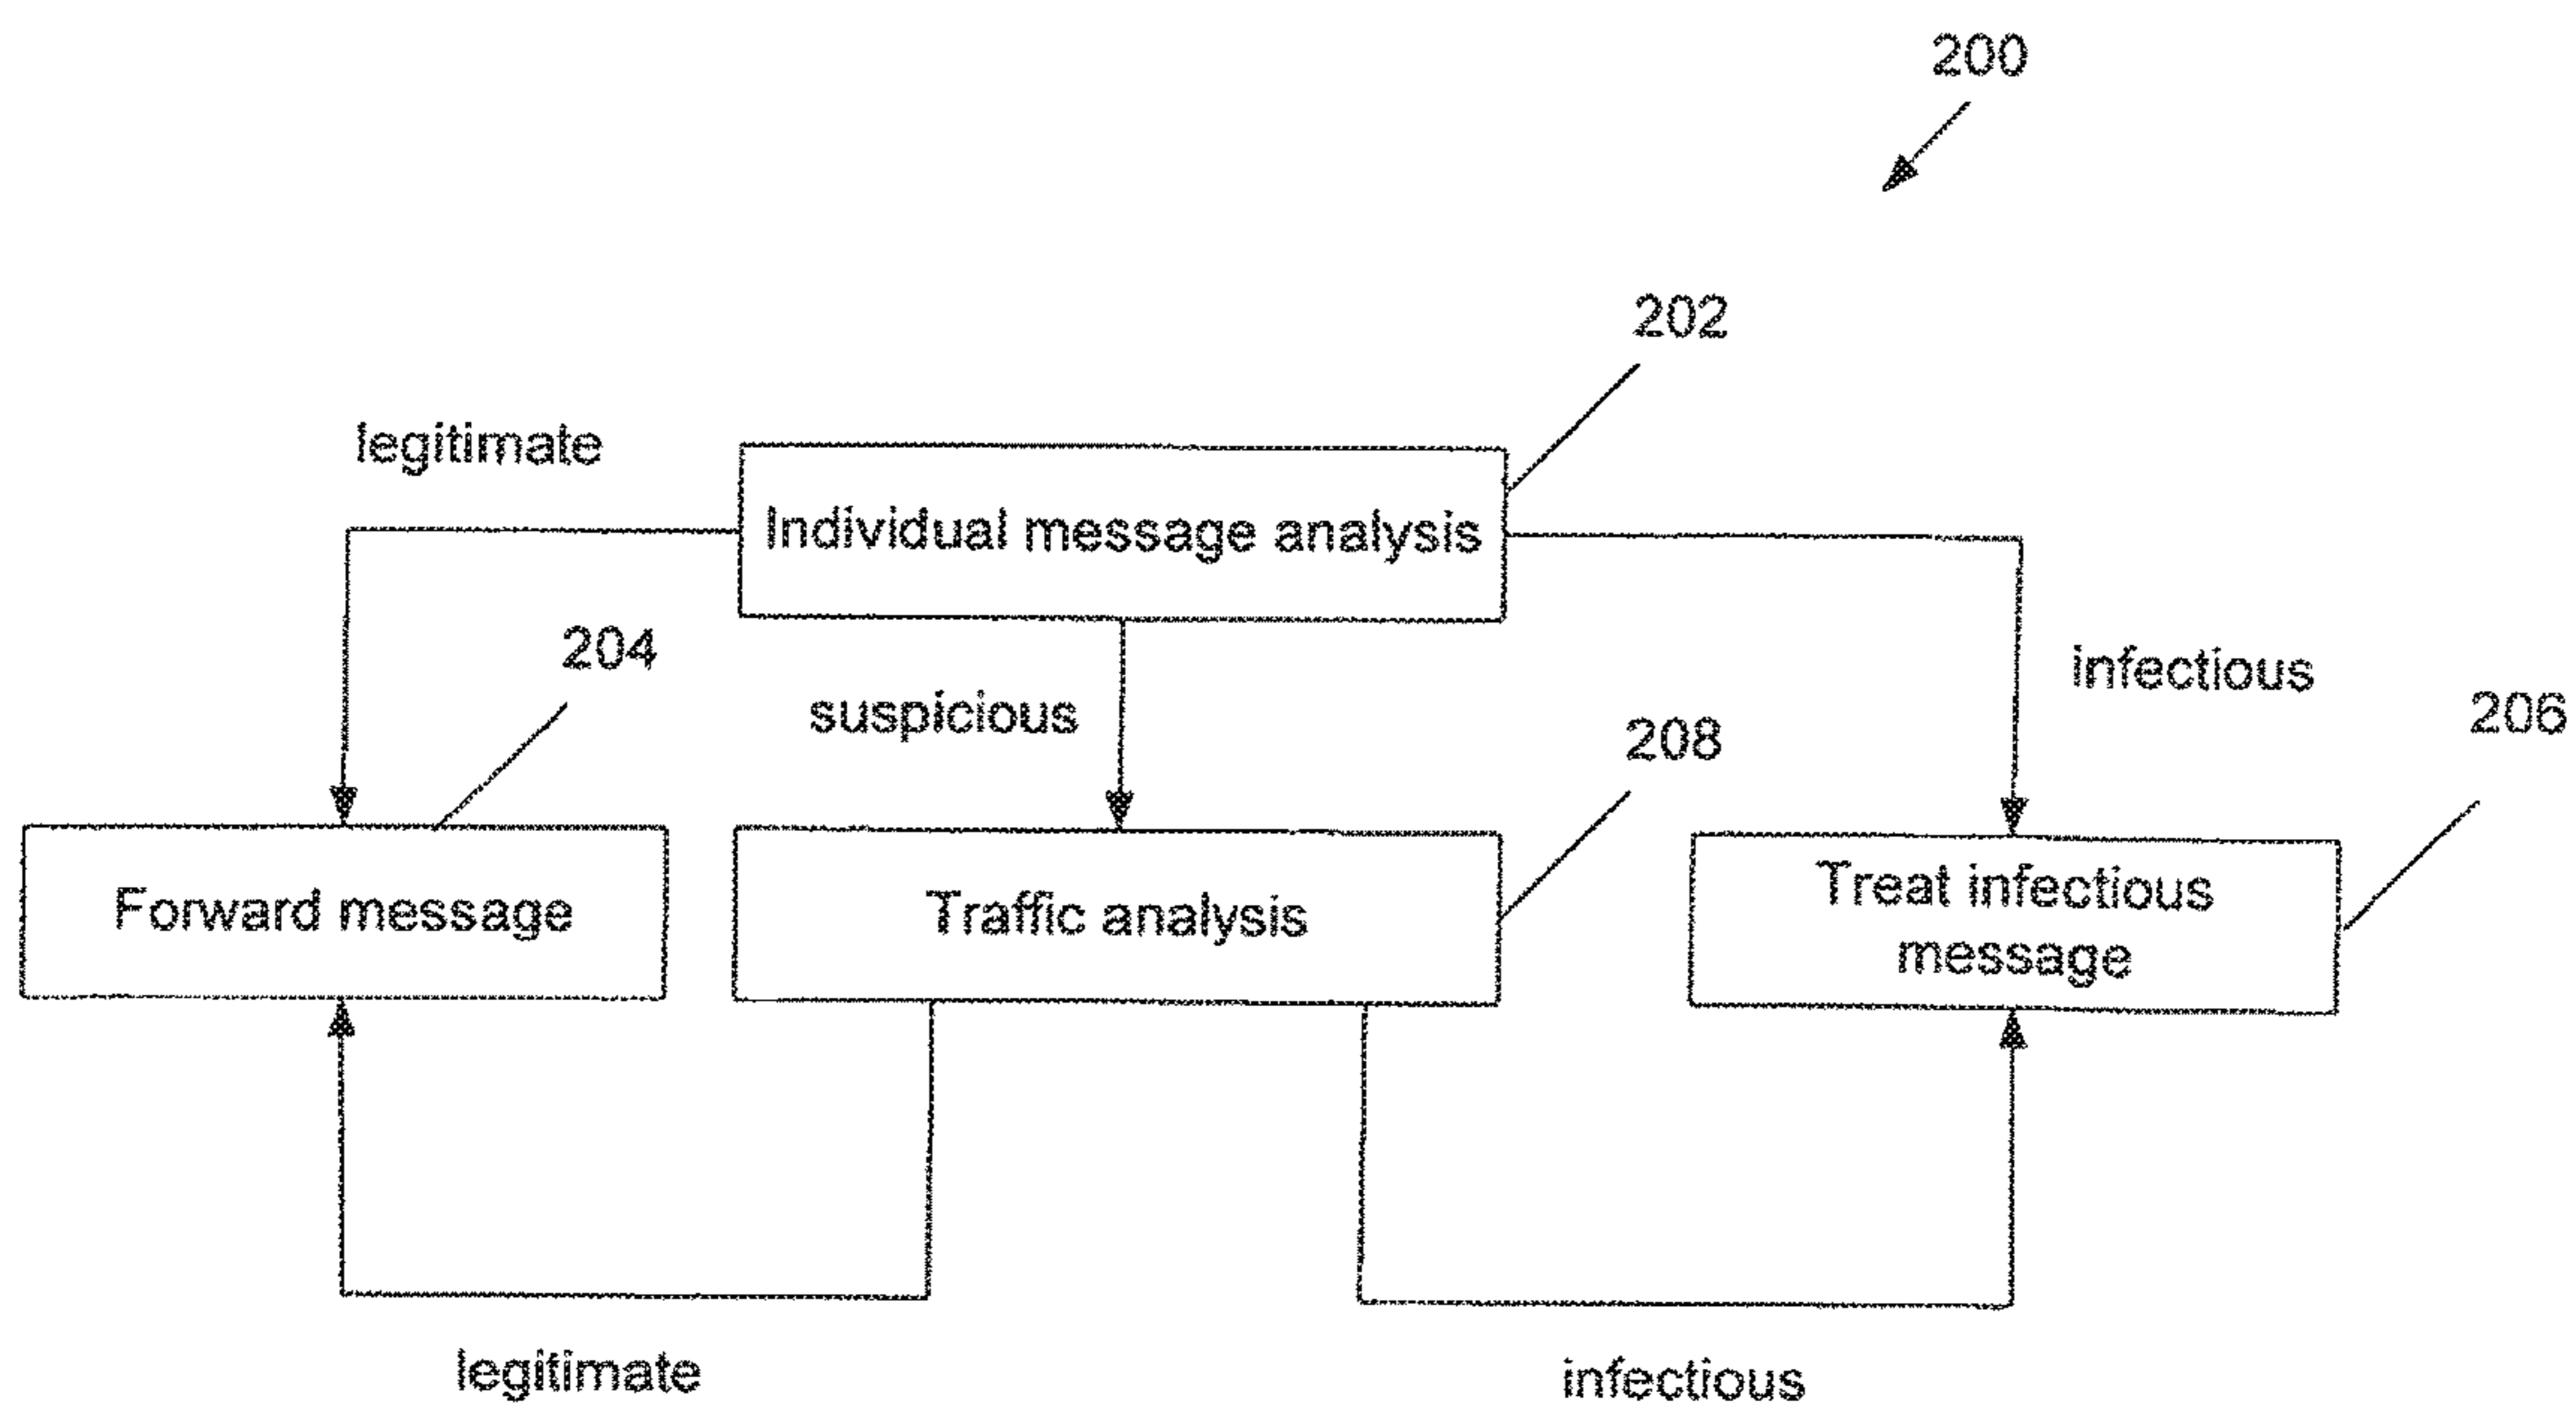 200
202
legitimate
Individual message analysis
204
suspicious
infectious
208
206
Forward message
Traffic analysis
Treat infectious
message
legitimate
infectious